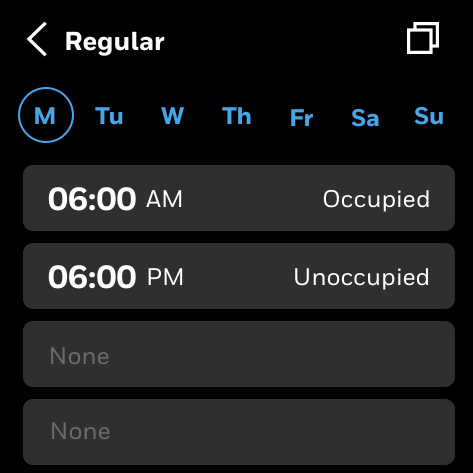 Regular
M Tu W Th Fr Sa Su
06:00 AM Occupied
06:00 PM Unoccupied
None
None